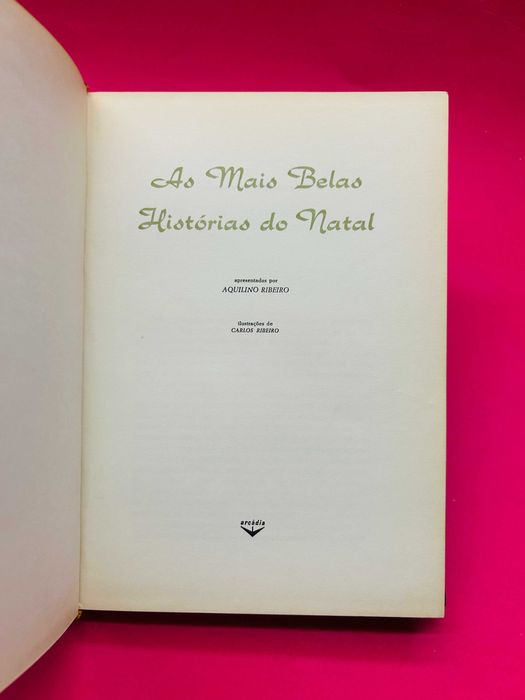 As Mais Belas
Histórias do Natal
apresentadas por
AQUILINO RIBEIRO
ilustrações de
CARLOS RIBEIRO
arcádia